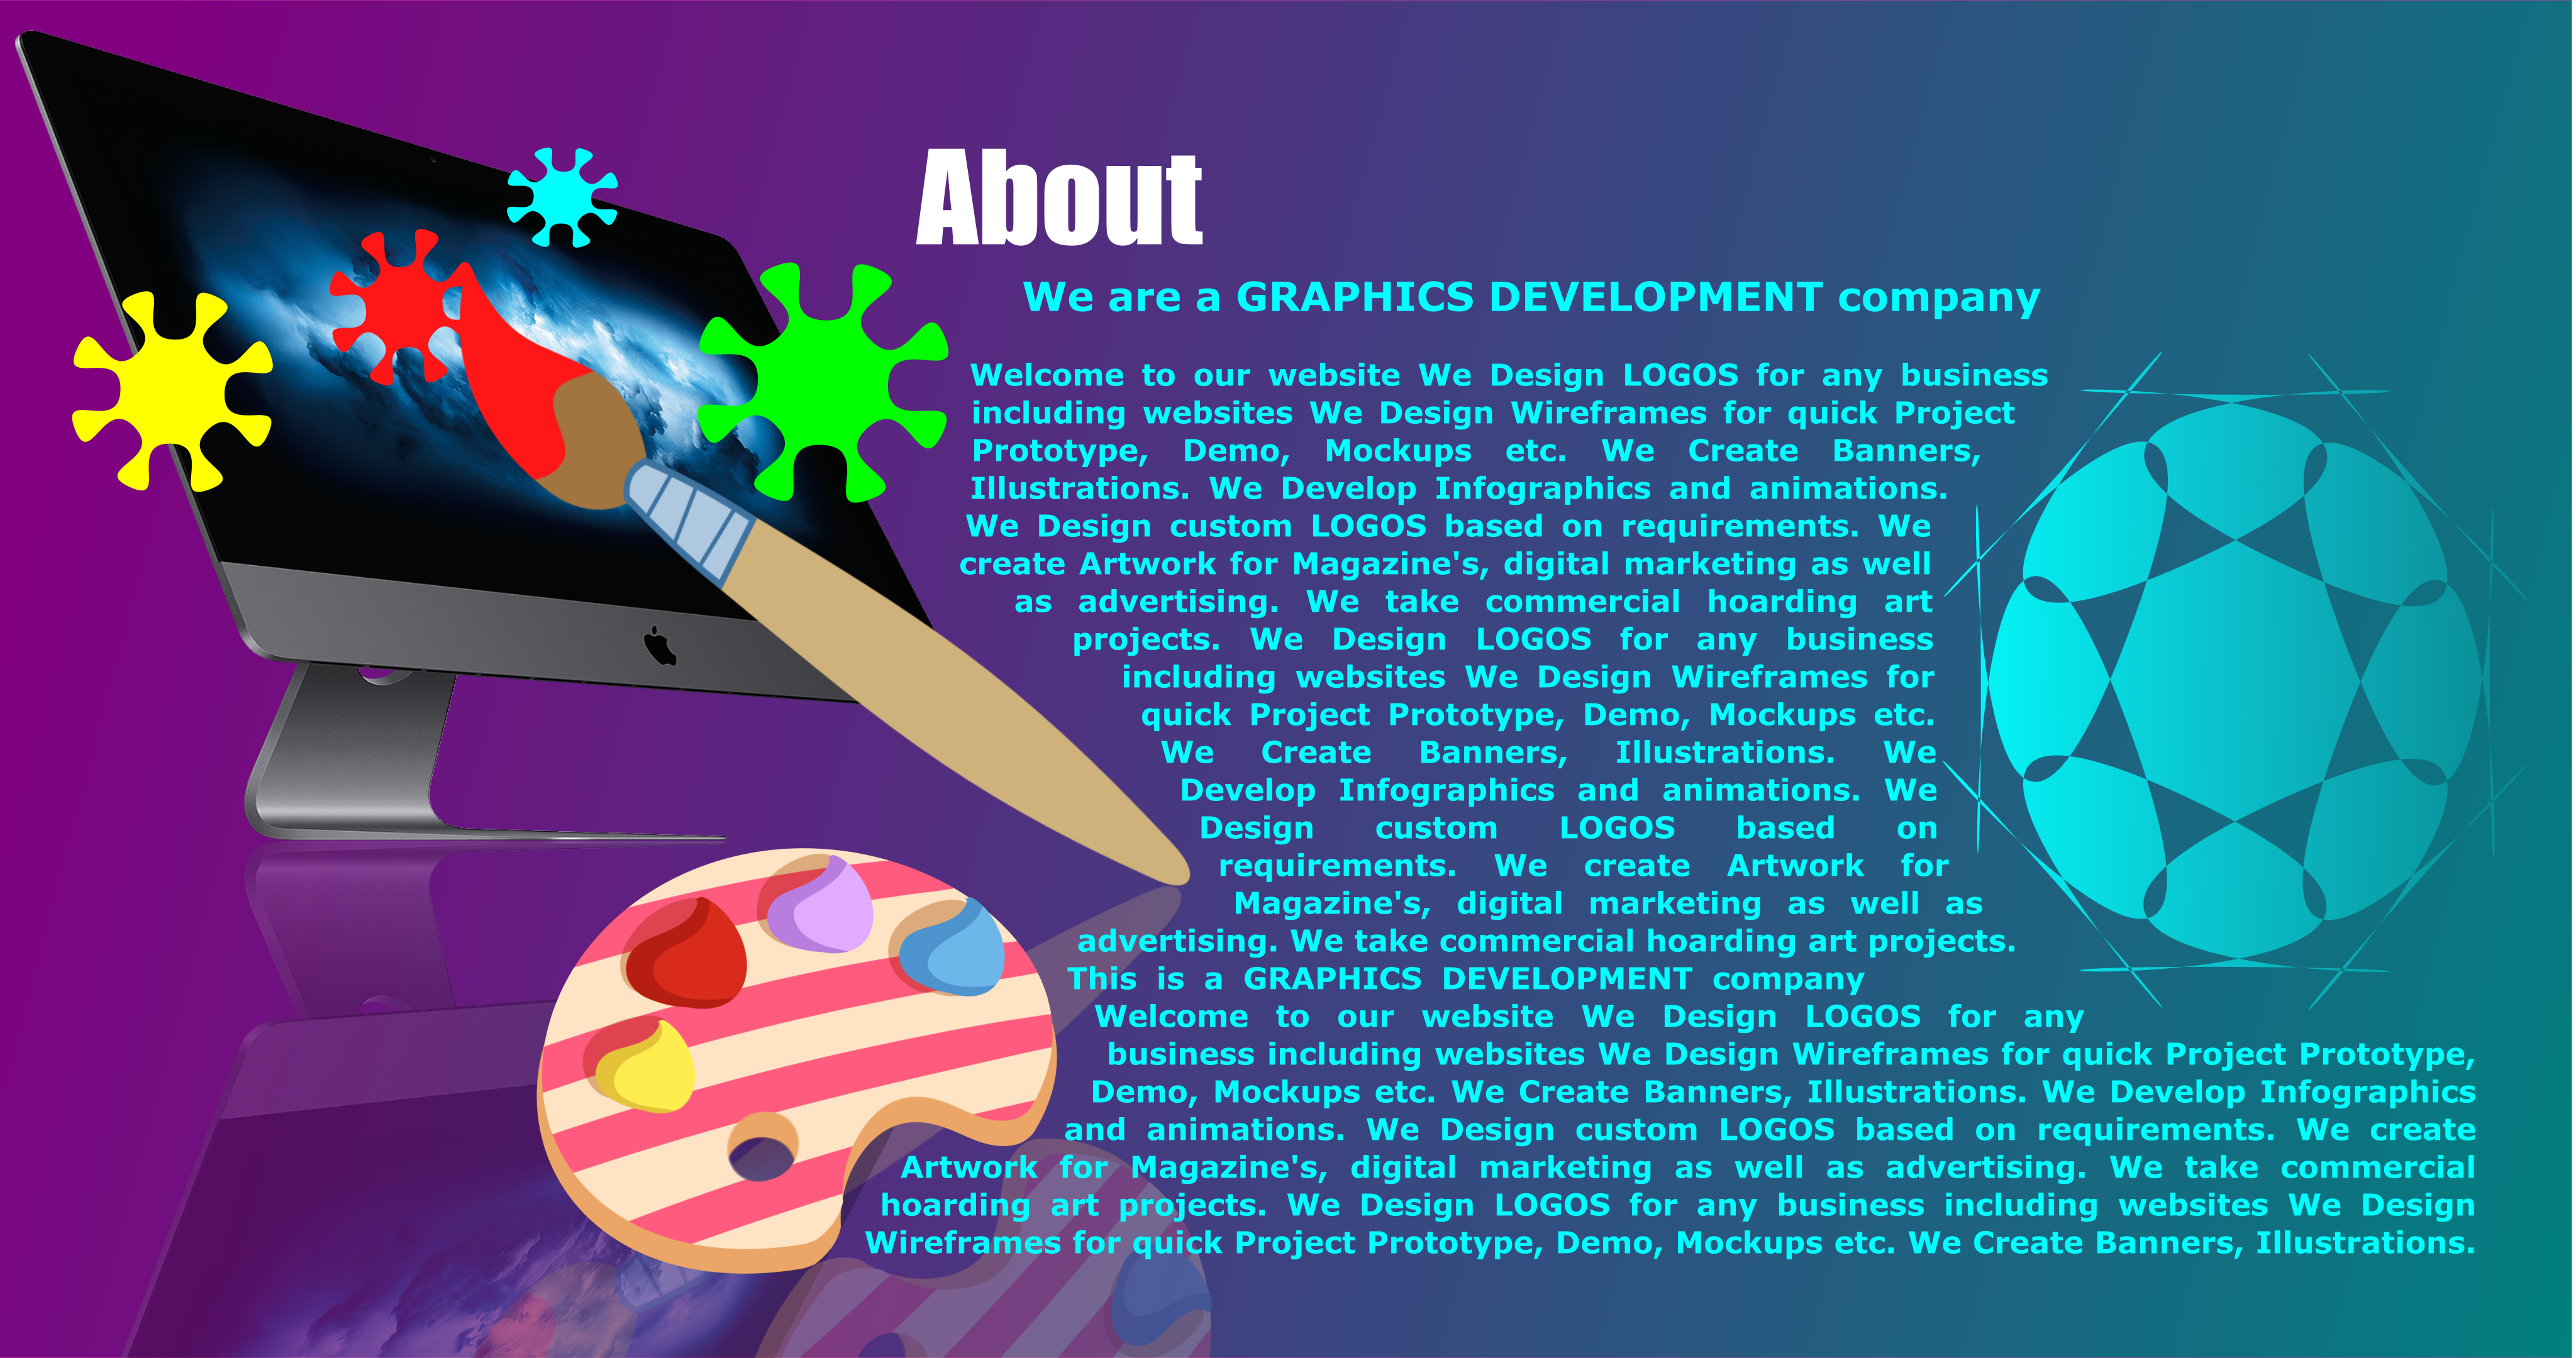 About
We are a GRAPHICS DEVELOPMENT company
Welcome to our website We Design LOGOS for any business
including websites We Design Wireframes for quick Project
Prototype, Demo, Mockups etc. We Create Banners,
Illustrations. We Develop Infographics and animations.
We Design custom LOGOS based on requirements. We
create Artwork for Magazine's, digital marketing as well
as advertising. We take commercial hoarding art
projects. We Design LOGOS for any business
including websites We Design Wireframes for
quick Project Prototype, Demo, Mockups etc.
We Create Banners, Illustrations. We
Develop Infographics and animations. We
Design custom LOGOS based on
requirements. We create Artwork for
Magazine's, digital marketing as well as
advertising. We take commercial hoarding art projects.
This is a GRAPHICS DEVELOPMENT company
Welcome to our website We Design LOGOS for any
business including websites We Design Wireframes for quick Project Prototype,
Demo, Mockups etc. We Create Banners, Illustrations. We Develop Infographics
and animations. We Design custom LOGOS based on requirements. We create
Artwork for Magazine's, digital marketing as well as advertising. We take commercial
hoarding art projects. We Design LOGOS for any business including websites We Design
Wireframes for quick Project Prototype, Demo, Mockups etc. We Create Banners, Illustrations.